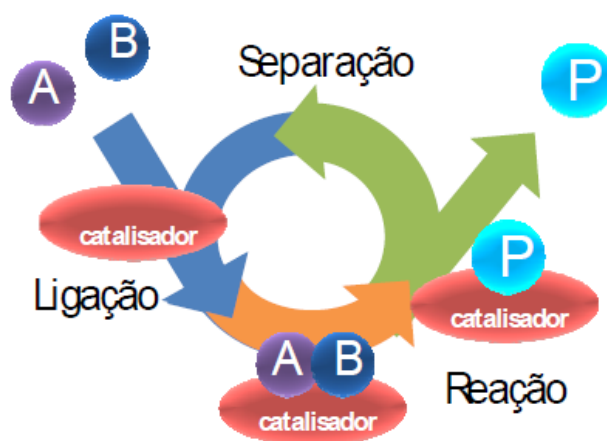 B
A
Separação
P
catalisador
Ligação
P
catalisador
A B
catalisador
Reação